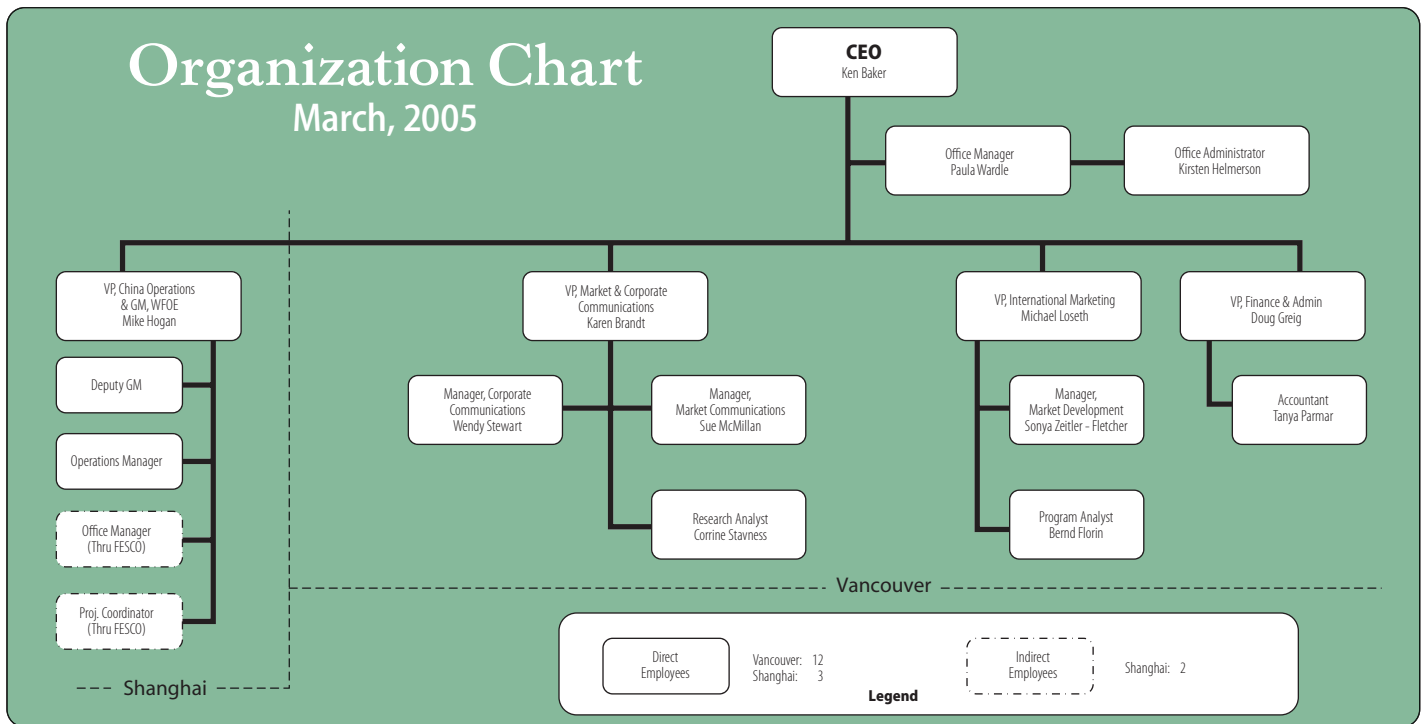 Organization Chart
March, 2005
CEO
Ken Baker
Office Manager
Paula Wardle
Office Administrator
Kirsten Helmerson
VP, China Operations
& GM, WFOE
Mike Hogan
VP, Market & Corporate
Communications
Karen Brandt
VP, International Marketing
Michael Loseth
VP, Finance & Admin
Doug Greig
Deputy GM
Operations Manager
Office Manager
(Thru FESCO)
Proj. Coordinator
(Thru FESCO)
Manager, Corporate
Communications
Wendy Stewart
Manager,
Market Communications
Sue McMillan
Research Analyst
Corrine Stavness
Manager,
Market Development
Sonya Zeitler - Fletcher
Program Analyst
Bernd Florin
Accountant
Tanya Parmar
Vancouver
Shanghai
Direct
Employees
Vancouver: 12
Shanghai: 3
Indirect
Employees
Shanghai: 2
Legend